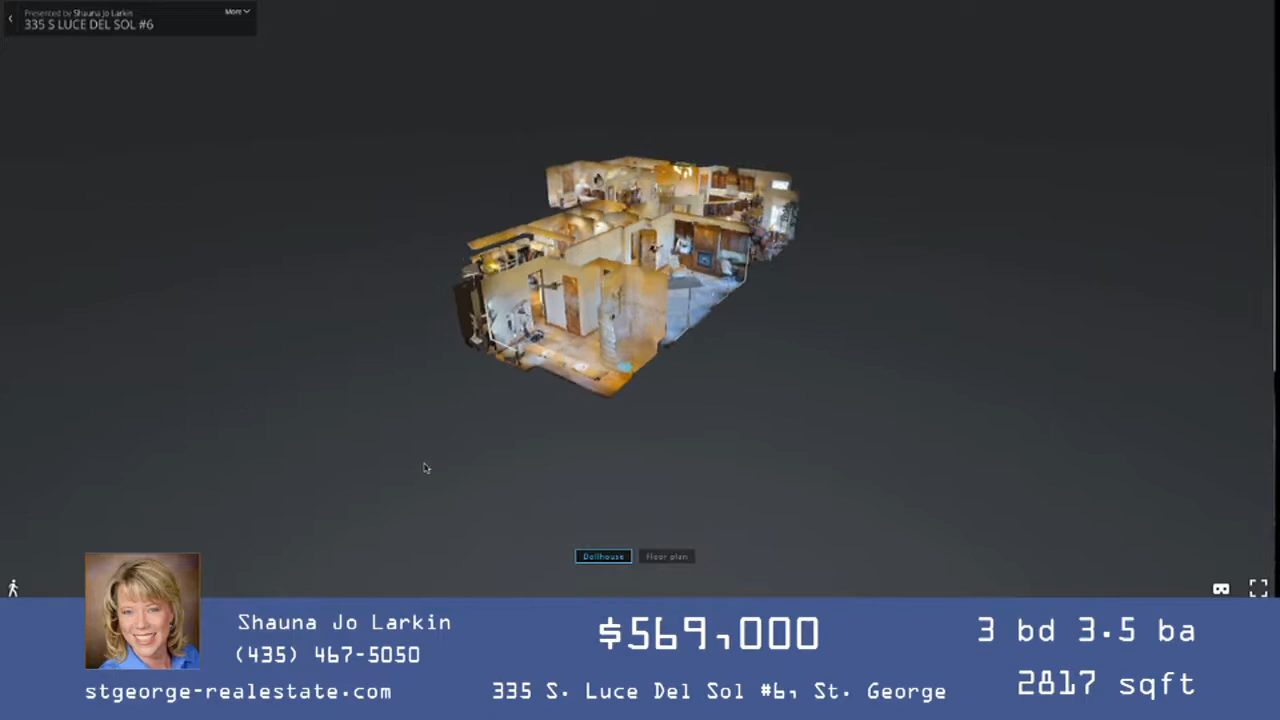 Presented by Shauna Jo Larkin
More
335 S LUCE DEL SOL #6
Dollhouse
Floor plan
Shauna Jo Larkin
(435) 467-5050
stgeorge-realestate.com
$569,000
335 S. Luce Del Sol #6, St. George
3 bd 3.5 ba
2817 sqft